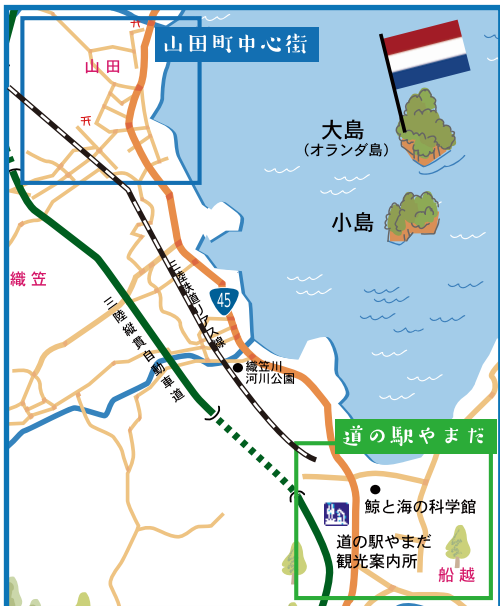 山田町中心街
山田
大島
(オランダ島)
小島
織笠
三陸鉄道リアス線
45
三陸縦貫自動車道
織笠川
河川公園
道の駅やまだ
鯨と海の科学館
道の駅やまだ
観光案内所
船越